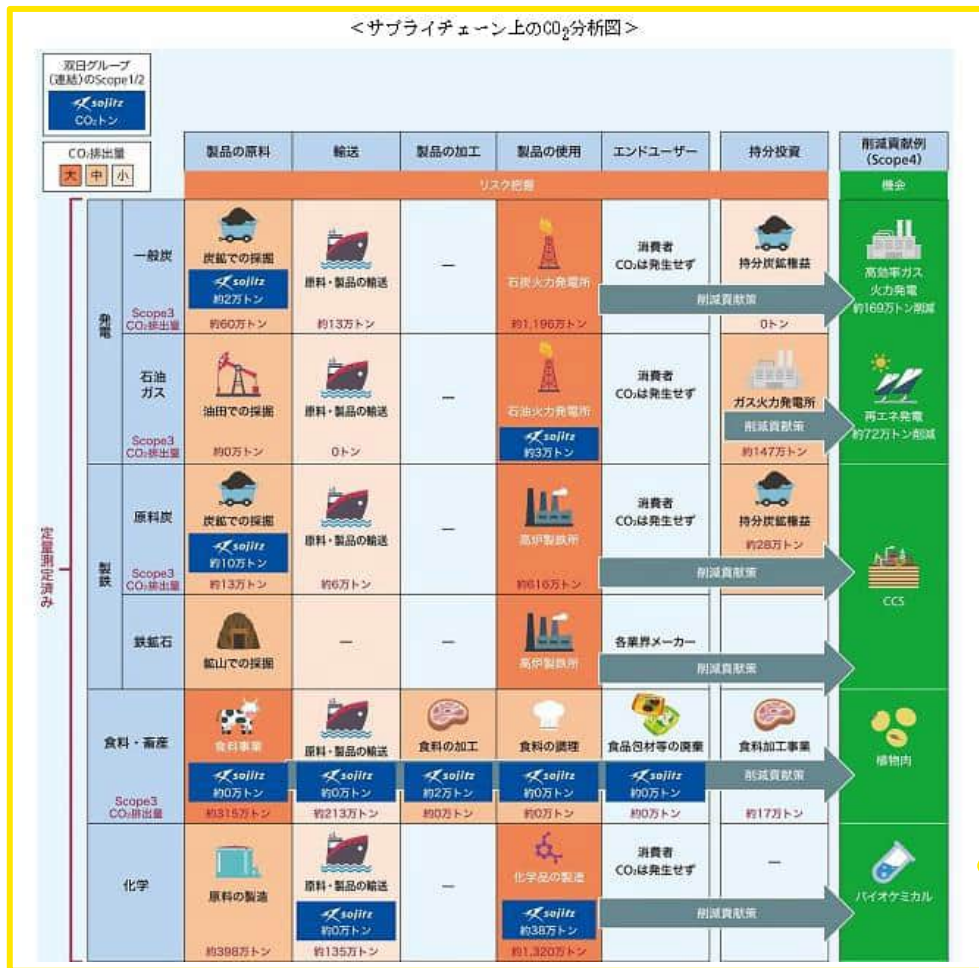 ＜サプライチェーン上のCO₂分析図＞
双日グループ
(連結)のScope1/2
sojitz
CO₂トン
CO₂排出量
大 中 小
製品の原料 輸送 製品の加工 製品の使用 エンドユーザー 持分投資 削減貢献例
(Scope4)
リスク把握 機会
定量測定済み
発電
一般炭
Scope3
CO₂排出量
炭鉱での採掘
sojitz
約2万トン
約60万トン
原料・製品の輸送
約13万トン
—
石炭火力発電所
約1,196万トン
消費者
CO₂は発生せず
持分炭鉱権益
0トン
削減貢献策
高効率ガス
火力発電
約169万トン削減
石油
ガス
Scope3
CO₂排出量
油田での採掘
約0万トン
原料・製品の輸送
0トン
—
石油火力発電所
sojitz
約3万トン
消費者
CO₂は発生せず
ガス火力発電所
削減貢献策
約147万トン
再エネ発電
約72万トン削減
製鉄
原料炭
Scope3
CO₂排出量
炭鉱での採掘
sojitz
約10万トン
約13万トン
原料・製品の輸送
約6万トン
—
高炉製鉄所
約616万トン
消費者
CO₂は発生せず
持分炭鉱権益
約28万トン
削減貢献策
CCS
鉄鉱石
鉱山での採掘
—
—
高炉製鉄所
各業界メーカー
削減貢献策
食料・畜産
Scope3
CO₂排出量
食料事業
sojitz
約0万トン
約315万トン
原料・製品の輸送
sojitz
約0万トン
約213万トン
食料の加工
sojitz
約2万トン
約0万トン
食料の調理
sojitz
約0万トン
約0万トン
食品包材等の廃棄
sojitz
約0万トン
約0万トン
食料加工事業
削減貢献策
約17万トン
植物肉
化学
原料の製造
約398万トン
原料・製品の輸送
sojitz
約0万トン
約135万トン
—
化学品の製造
sojitz
約38万トン
約1,320万トン
消費者
CO₂は発生せず
—
削減貢献策
バイオケミカル